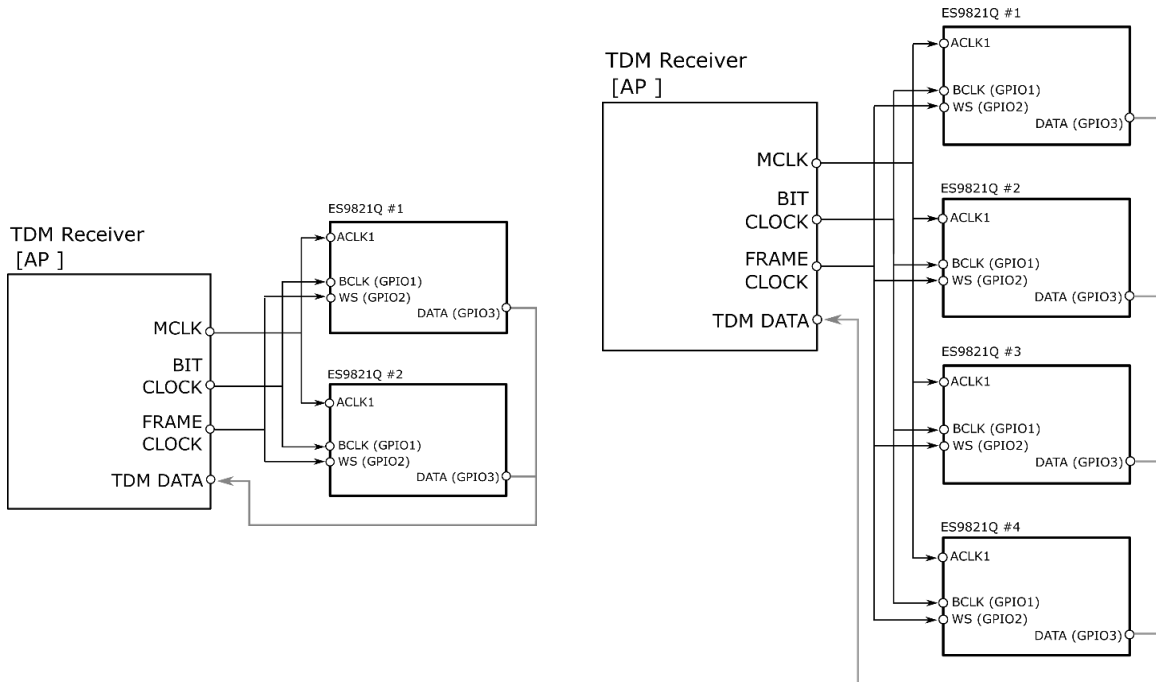 TDM Receiver
[AP ]
MCLK
BIT
CLOCK
FRAME
CLOCK
TDM DATA
ES9821Q #1
ACLK1
BCLK (GPIO1)
WS (GPIO2)
DATA (GPIO3)
ES9821Q #2
ACLK1
BCLK (GPIO1)
WS (GPIO2)
DATA (GPIO3)
TDM Receiver
[AP ]
MCLK
BIT
CLOCK
FRAME
CLOCK
TDM DATA
ES9821Q #1
ACLK1
BCLK (GPIO1)
WS (GPIO2)
DATA (GPIO3)
ES9821Q #2
ACLK1
BCLK (GPIO1)
WS (GPIO2)
DATA (GPIO3)
ES9821Q #3
ACLK1
BCLK (GPIO1)
WS (GPIO2)
DATA (GPIO3)
ES9821Q #4
ACLK1
BCLK (GPIO1)
WS (GPIO2)
DATA (GPIO3)